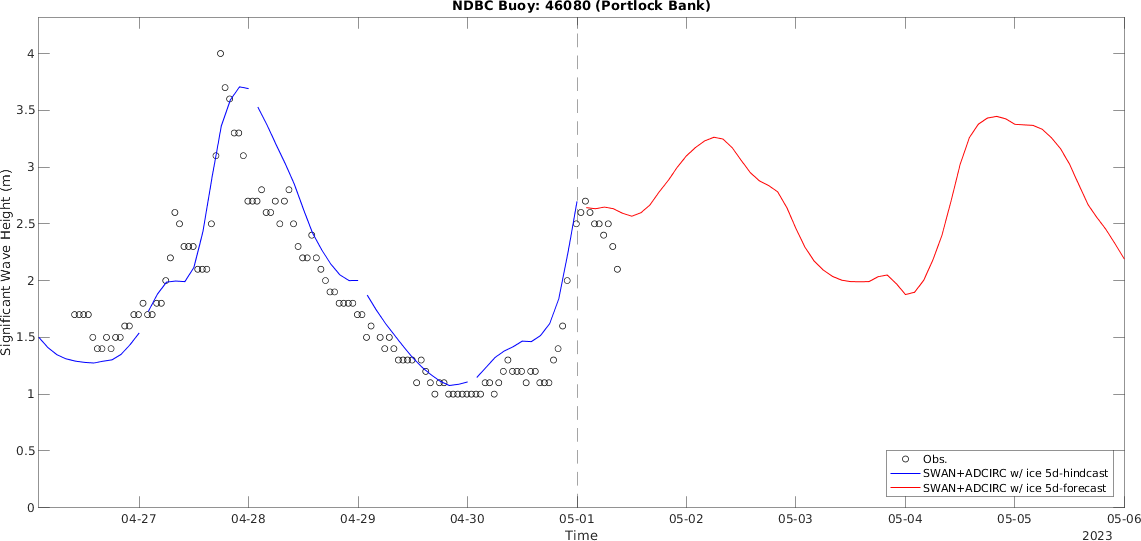 NDBC Buoy: 46080 (Portlock Bank)
4
3.5
3
2.5
2
1.5
1
0.5
0
Significant Wave Height (m)
Obs.
SWAN+ADCIRC w/ ice 5d-hindcast
SWAN+ADCIRC w/ ice 5d-forecast
04-27 04-28 04-29 04-30 05-01 05-02 05-03 05-04 05-05 05-06
Time
2023